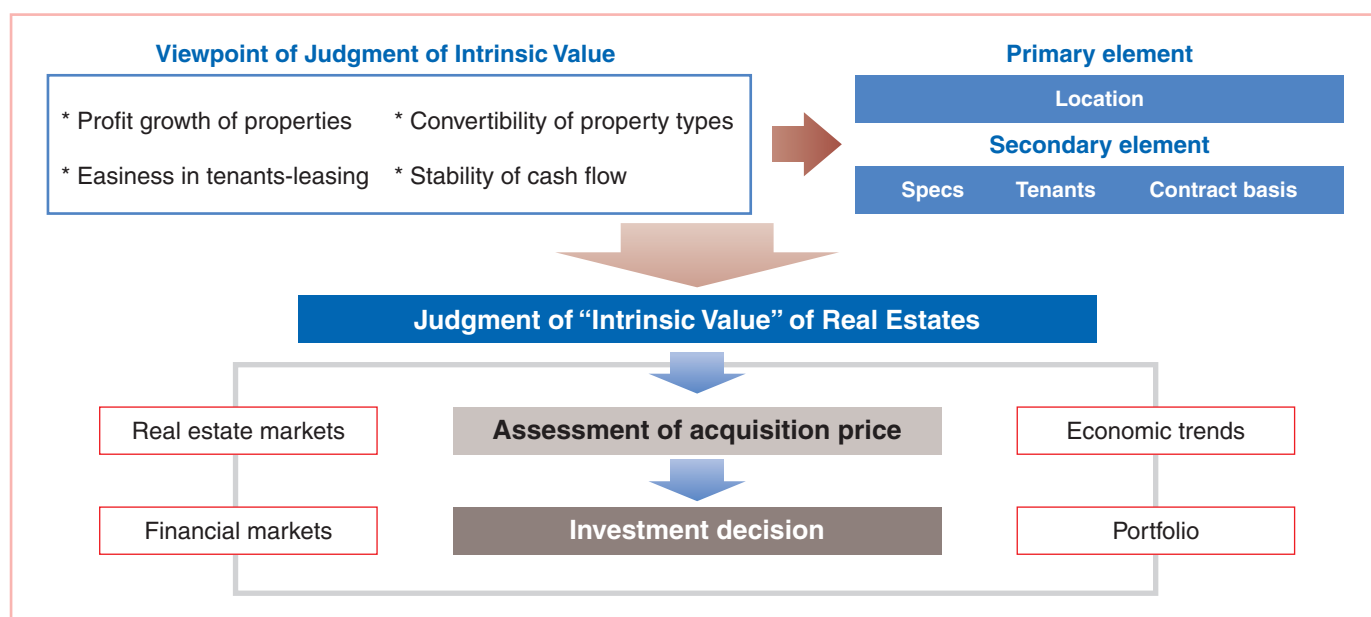 Viewpoint of Judgment of Intrinsic Value
* Profit growth of properties
* Convertibility of property types
* Easiness in tenants-leasing
* Stability of cash flow
Primary element
Location
Secondary element
Specs Tenants Contract basis
Judgment of “Intrinsic Value” of Real Estates
Real estate markets
Assessment of acquisition price
Economic trends
Financial markets
Investment decision
Portfolio